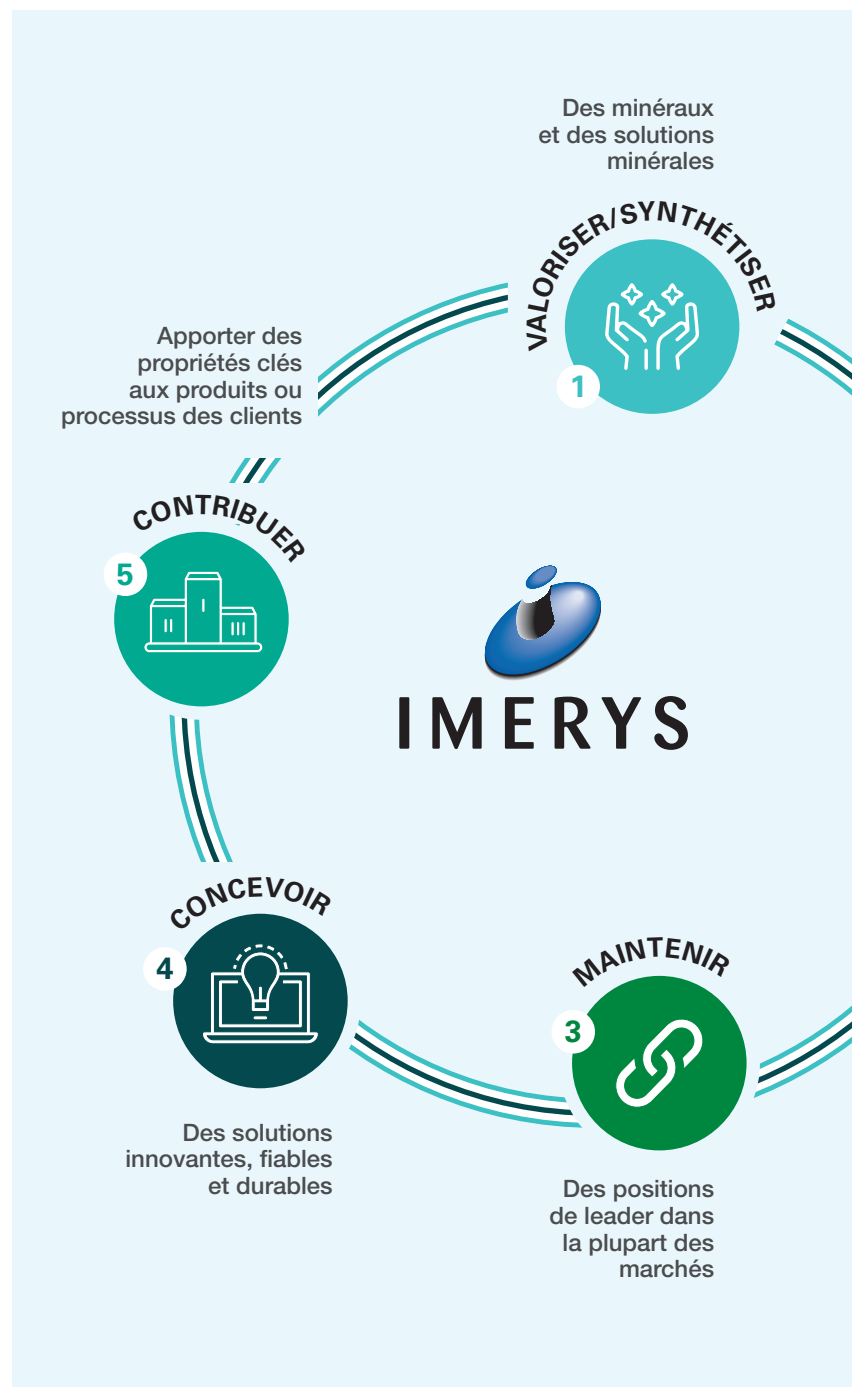 Des minéraux
et des solutions
minérales
VALORISER/SYNTHÉTISER
1
Apporter des
propriétés clés
aux produits ou
processus des clients
CONTRIBUER
5
IMERYS
CONCEVOIR
4
Des solutions
innovantes, fiables
et durables
MAINTENIR
3
Des positions
de leader dans
la plupart des
marchés